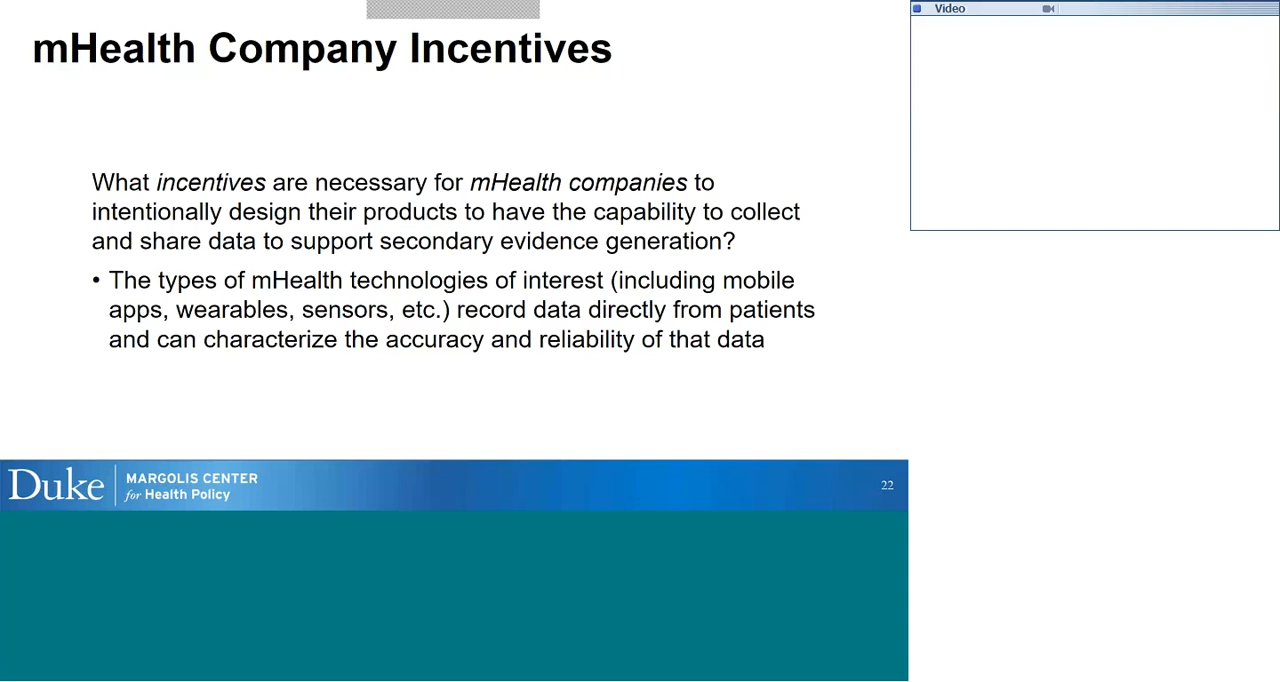 mHealth Company Incentives
Video
What incentives are necessary for mHealth companies to
intentionally design their products to have the capability to collect
and share data to support secondary evidence generation?
• The types of mHealth technologies of interest (including mobile
apps, wearables, sensors, etc.) record data directly from patients
and can characterize the accuracy and reliability of that data
Duke
MARGOLIS CENTER
for Health Policy
22